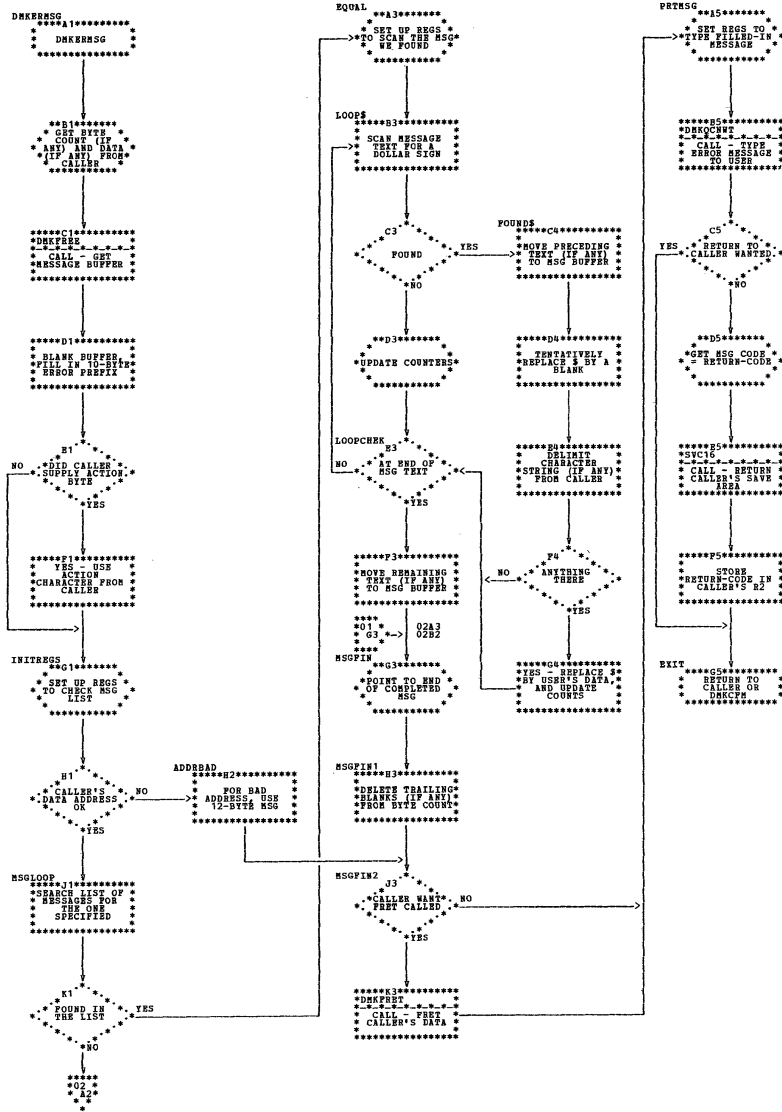 DMKERMSG
A1
DMKERMSG
B1
GET BYTE
COUNT (IF
ANY) AND DATA
(IF ANY) FROM
CALLER
C1
DMKFREE
CALL - GET
MESSAGE BUFFER
D1
BLANK BUFFER,
FILL IN 10-BYTE
ERROR PREFIX
E1
DID CALLER
SUPPLY ACTION
BYTE
NO
YES
F1
YES - USE
ACTION
CHARACTER FROM
CALLER
INITREGS
G1
SET UP REGS
TO CHECK MSG
LIST
H1
CALLER'S
DATA ADDRESS
OK
NO
YES
ADDRBAD
H2
FOR BAD
ADDRESS, USE
12-BYTE MSG
MSGLOOP
J1
SEARCH LIST OF
MESSAGES FOR
THE ONE
SPECIFIED
K1
FOUND IN
THE LIST
YES
NO
02
A2
EQUAL
A3
SET UP REGS
TO SCAN THE MSG
WE FOUND
LOOP$
B3
SCAN MESSAGE
TEXT FOR A
DOLLAR SIGN
C3
FOUND
YES
NO
D3
UPDATE COUNTERS
LOOPCHEK
E3
AT END OF
MSG TEXT
NO
YES
F3
MOVE REMAINING
TEXT (IF ANY)
TO MSG BUFFER
01
G3
02A3
02B2
MSGFIN
G3
POINT TO END
OF COMPLETED
MSG
MSGFIN1
H3
DELETE TRAILING
BLANKS (IF ANY)
FROM BYTE COUNT
MSGFIN2
J3
CALLER WANT
FRET CALLED
NO
YES
K3
DMKFRET
CALL - FRET
CALLER'S DATA
FOUND$
C4
MOVE PRECEDING
TEXT (IF ANY)
TO MSG BUFFER
D4
TENTATIVELY
REPLACE $ BY A
BLANK
E4
DELIMIT
CHARACTER
STRING (IF ANY)
FROM CALLER
F4
ANYTHING
THERE
NO
YES
G4
YES - REPLACE $
BY USER'S DATA,
AND UPDATE
COUNTS
PRTMSG
A5
SET REGS TO
TYPE FILLED-IN
MESSAGE
B5
DMKQCNWT
CALL - TYPE
ERROR MESSAGE
TO USER
C5
RETURN TO
CALLER WANTED
YES
NO
D5
GET MSG CODE
= RETURN-CODE
E5
SVC16
CALL - RETURN
CALLER'S SAVE
AREA
F5
STORE
RETURN-CODE IN
CALLER'S R2
EXIT
G5
RETURN TO
CALLER OR
DMKCFM